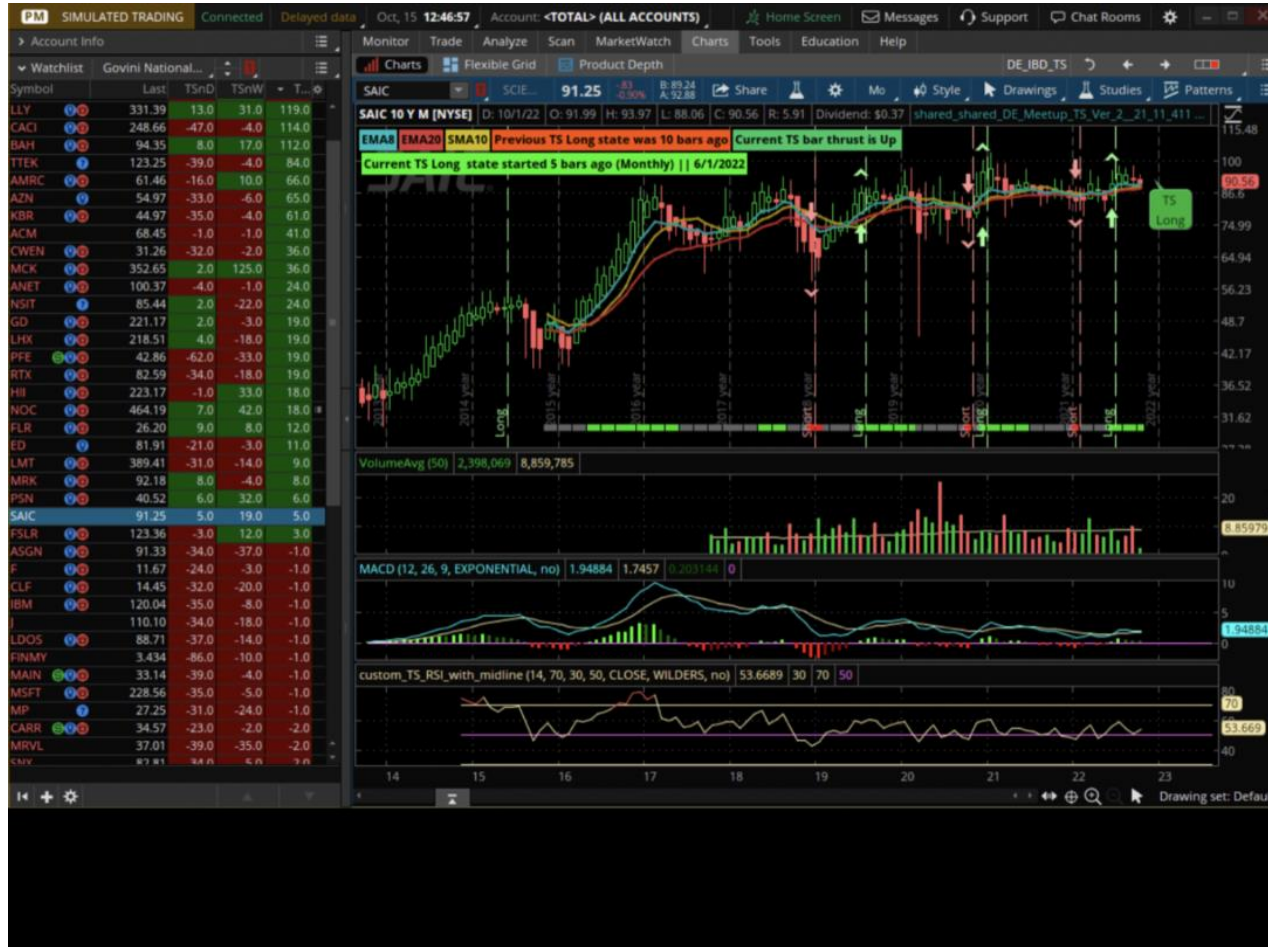 PM SIMULATED TRADING Connected Delayed data Oct, 15 12:46:57 Account: <TOTAL> (ALL ACCOUNTS) Home Screen Messages Support Chat Rooms
Account Info
Monitor Trade Analyze Scan MarketWatch Charts Tools Education Help
Watchlist Govini National...
Charts Flexible Grid Product Depth DE_IBD_TS
Symbol Last TSnD TSnW T...
SAIC SCIE... 91.25 -.83 -0.90% B: 89.24 A: 92.88 Share Mo Style Drawings Studies Patterns
LLY 331.39 13.0 31.0 119.0
CACI 248.66 -47.0 -4.0 114.0
BAH 94.35 8.0 17.0 112.0
TTEK 123.25 -39.0 -4.0 84.0
AMRC 61.46 -16.0 10.0 66.0
AZN 54.97 -33.0 -6.0 65.0
KBR 44.97 -35.0 -4.0 61.0
ACM 68.45 -1.0 -1.0 41.0
CWEN 31.26 -32.0 -2.0 36.0
MCK 352.65 2.0 125.0 36.0
ANET 100.37 -4.0 -1.0 24.0
NSIT 85.44 2.0 -22.0 24.0
GD 221.17 2.0 -3.0 19.0
LHX 218.51 4.0 -18.0 19.0
PFE 42.86 -62.0 -33.0 19.0
RTX 82.59 -34.0 -18.0 19.0
HII 223.17 -1.0 33.0 18.0
NOC 464.19 7.0 42.0 18.0
FLR 26.20 9.0 8.0 12.0
ED 81.91 -21.0 -3.0 11.0
LMT 389.41 -31.0 -14.0 9.0
MRK 92.18 8.0 -4.0 8.0
PSN 40.52 6.0 32.0 6.0
SAIC 91.25 5.0 19.0 5.0
FSLR 123.36 -3.0 12.0 3.0
ASGN 91.33 -34.0 -37.0 -1.0
F 11.67 -24.0 -3.0 -1.0
CLF 14.45 -32.0 -20.0 -1.0
IBM 120.04 -35.0 -8.0 -1.0
J 110.10 -34.0 -18.0 -1.0
LDOS 88.71 -37.0 -14.0 -1.0
FINMY 3.434 -86.0 -10.0 -1.0
MAIN 33.14 -39.0 -4.0 -1.0
MSFT 228.56 -35.0 -5.0 -1.0
MP 27.25 -31.0 -24.0 -1.0
CARR 34.57 -23.0 -2.0 -2.0
MRVL 37.01 -39.0 -35.0 -2.0
SAIC 10 Y M [NYSE] D: 10/1/22 O: 91.99 H: 93.97 L: 88.06 C: 90.56 R: 5.91 Dividend: $0.37 shared_shared_DE_Meetup_TS_Ver_2__21_11_411 ...
EMA8 EMA20 SMA10 Previous TS Long state was 10 bars ago Current TS bar thrust is Up
Current TS Long state started 5 bars ago (Monthly) || 6/1/2022
SAIC
TS
Long
115.48
100
90.56
86.6
74.99
64.94
56.23
48.7
42.17
36.52
31.62
2014 year 2015 year 2016 year 2017 year 2019 year 2022 year
Long Short Long Short Long Short Long
VolumeAvg (50) 2,398,069 8,859,785
20
8.85979
MACD (12, 26, 9, EXPONENTIAL, no) 1.94884 1.7457 0.203144 0
10
5
1.94884
0
custom_TS_RSI_with_midline (14, 70, 30, 50, CLOSE, WILDERS, no) 53.6689 30 70 50
80
70
53.669
40
14 15 16 17 18 19 20 21 22 23
Drawing set: Defau